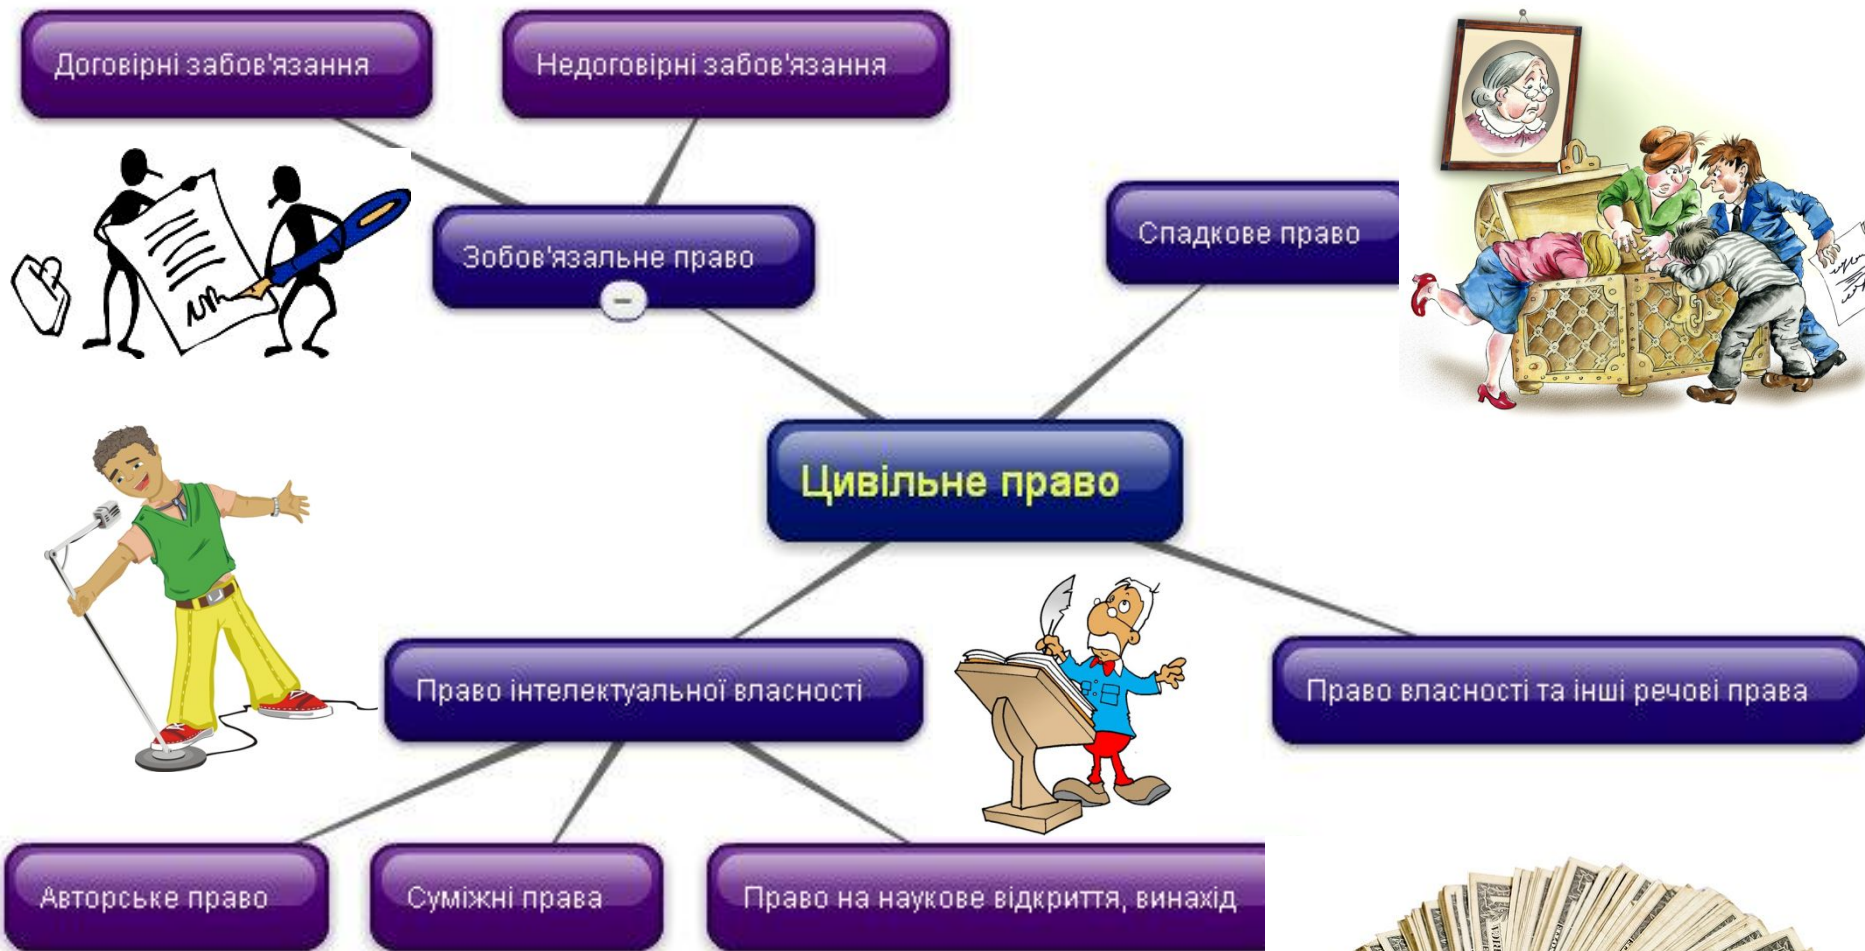 Договірні забов'язання
Недоговірні забов'язання
Зобов'язальне право
Спадкове право
Цивільне право
Право інтелектуальної власності
Право власності та інші речові права
Авторське право
Суміжні права
Право на наукове відкриття, винахід